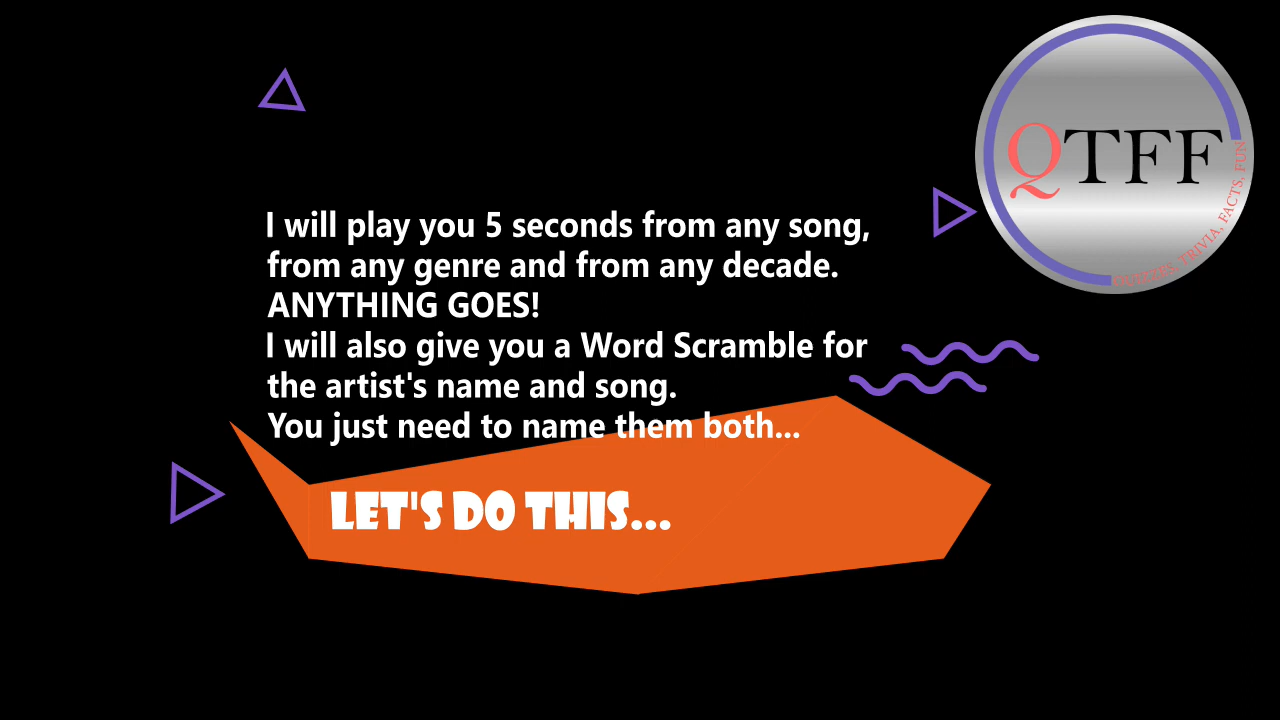 QTFF
QUIZZES, TRIVIA, FACTS, FUN
I will play you 5 seconds from any song,
from any genre and from any decade.
ANYTHING GOES!
I will also give you a Word Scramble for
the artist's name and song.
You just need to name them both...
LET'S DO THIS...